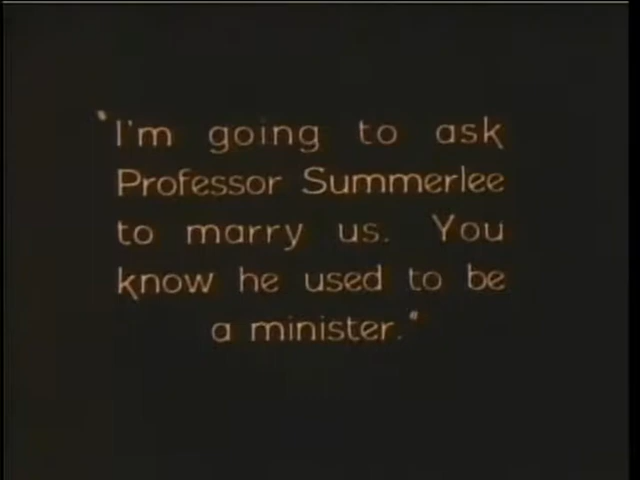 "I'm going to ask
Professor Summerlee
to marry us. You
know he used to be
a minister."